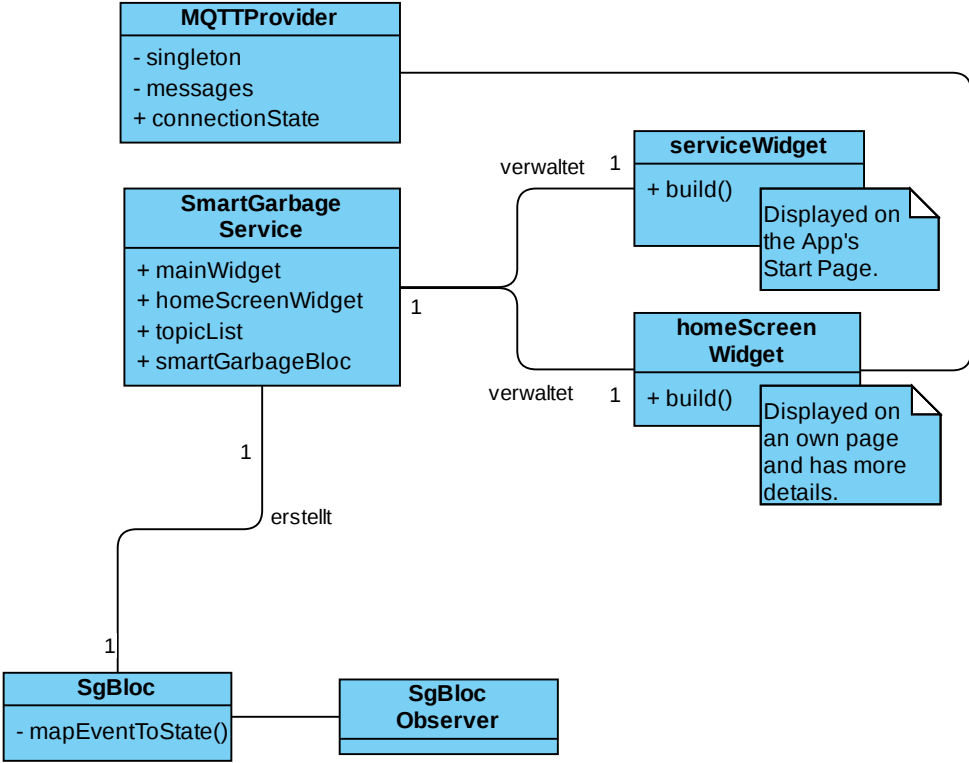 MQTTProvider
- singleton
- messages
+ connectionState
verwaltet
1
serviceWidget
+ build()
Displayed on
the App's
Start Page.
SmartGarbage
Service
+ mainWidget
+ homeScreenWidget
+ topicList
+ smartGarbageBloc
1
homeScreen
Widget
+ build()
verwaltet
1
Displayed on
an own page
and has more
details.
1
erstellt
1
SgBloc
- mapEventToState()
SgBloc
Observer